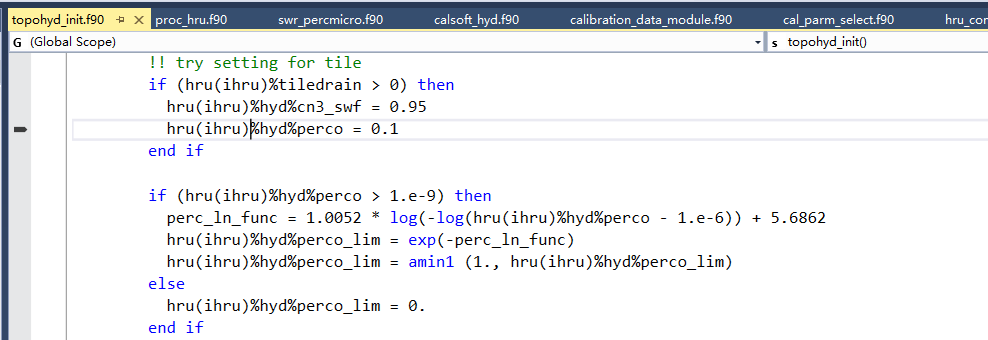 topohyd_init.f90 proc_hru.f90 swr_percmicro.f90 calsoft_hyd.f90 calibration_data_module.f90 cal_parm_select.f90 hru_con
G (Global Scope) s topohyd_init()
!! try setting for tile
if (hru(ihru)%tiledrain > 0) then
hru(ihru)%hyd%cn3_swf = 0.95
hru(ihru)%hyd%perco = 0.1
end if
if (hru(ihru)%hyd%perco > 1.e-9) then
perc_ln_func = 1.0052 * log(-log(hru(ihru)%hyd%perco - 1.e-6)) + 5.6862
hru(ihru)%hyd%perco_lim = exp(-perc_ln_func)
hru(ihru)%hyd%perco_lim = amin1 (1., hru(ihru)%hyd%perco_lim)
else
hru(ihru)%hyd%perco_lim = 0.
end if